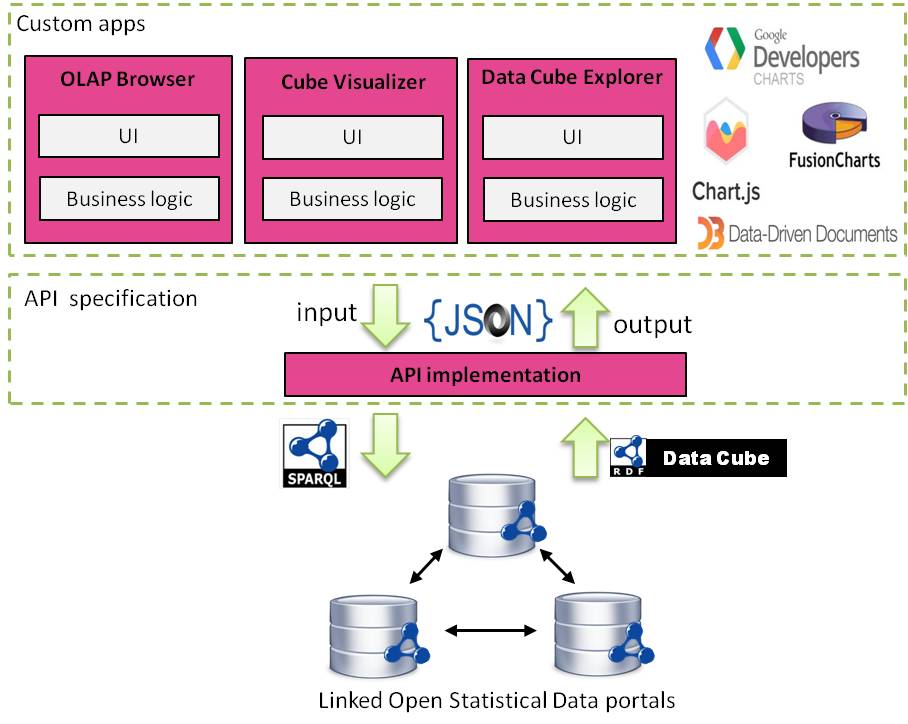 Custom apps
OLAP Browser
UI
Business logic
Cube Visualizer
UI
Business logic
Data Cube Explorer
UI
Business logic
Google
Developers
CHARTS
FusionCharts
Chart.js
D3 Data-Driven Documents
API specification
input
{JSON}
output
API implementation
SPARQL
RDF
Data Cube
Linked Open Statistical Data portals